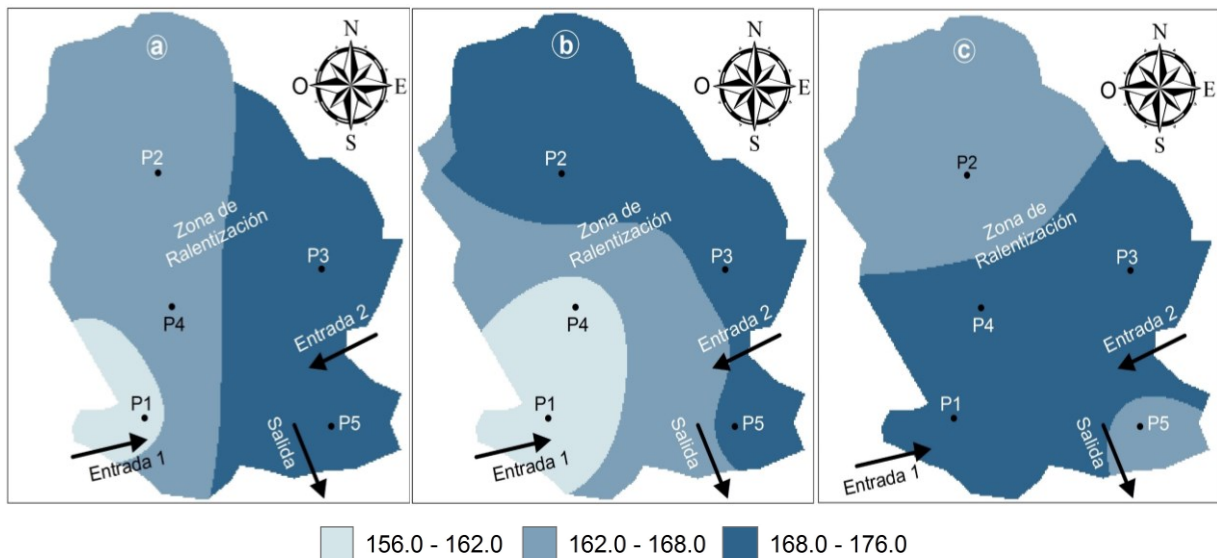 a
N
O
E
S
P2
Zona de
Ralentización
P3
P4
Entrada 2
P1
Entrada 1
Salida
P5
b
N
O
E
S
P2
Zona de
Ralentización
P3
P4
Entrada 2
P1
Entrada 1
Salida
P5
c
N
O
E
S
P2
Zona de
Ralentización
P3
P4
Entrada 2
P1
Entrada 1
Salida
P5
156.0 - 162.0
162.0 - 168.0
168.0 - 176.0